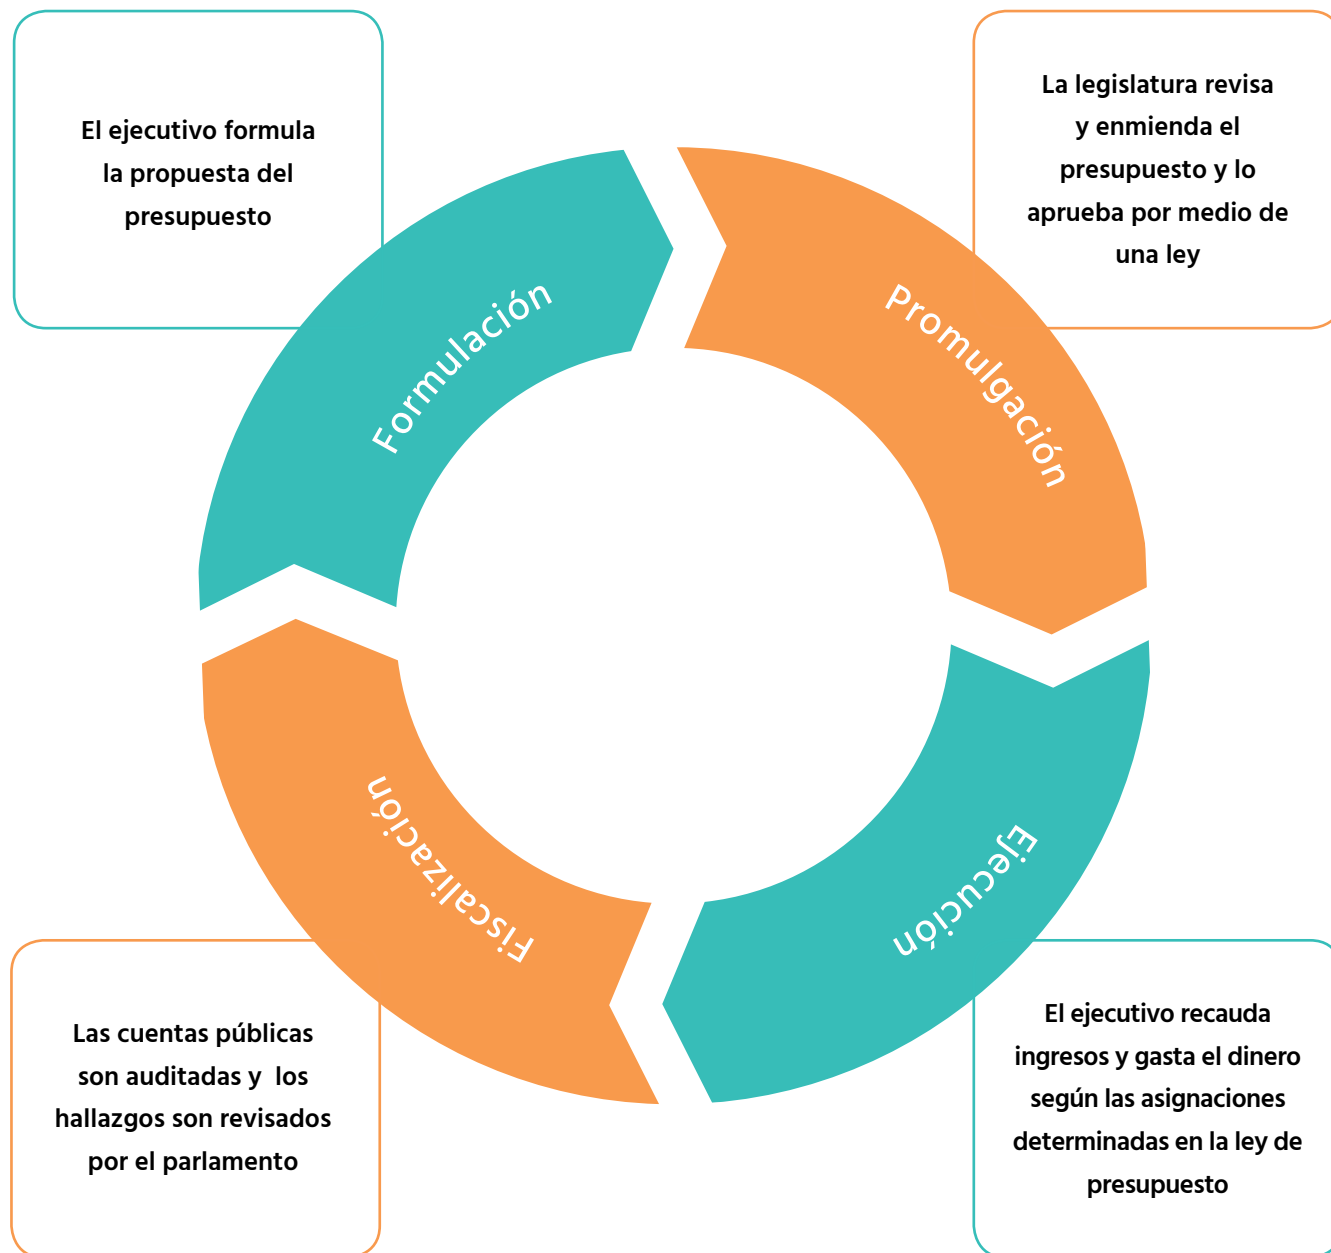 El ejecutivo formula
la propuesta del
presupuesto
La legislatura revisa
y enmienda el
presupuesto y lo
aprueba por medio de
una ley
Formulación
Promulgación
Ejecución
Fiscalización
Las cuentas públicas
son auditadas y los
hallazgos son revisados
por el parlamento
El ejecutivo recauda
ingresos y gasta el dinero
según las asignaciones
determinadas en la ley de
presupuesto